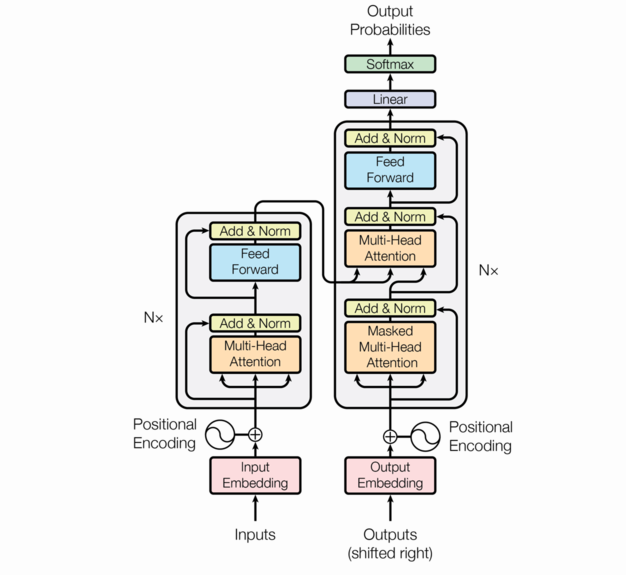 Output
Probabilities
Softmax
Linear
Add & Norm
Feed
Forward
Add & Norm
Multi-Head
Attention
Add & Norm
Masked
Multi-Head
Attention
N×
Add & Norm
Feed
Forward
Add & Norm
Multi-Head
Attention
N×
Positional
Encoding
Positional
Encoding
Input
Embedding
Output
Embedding
Inputs
Outputs
(shifted right)